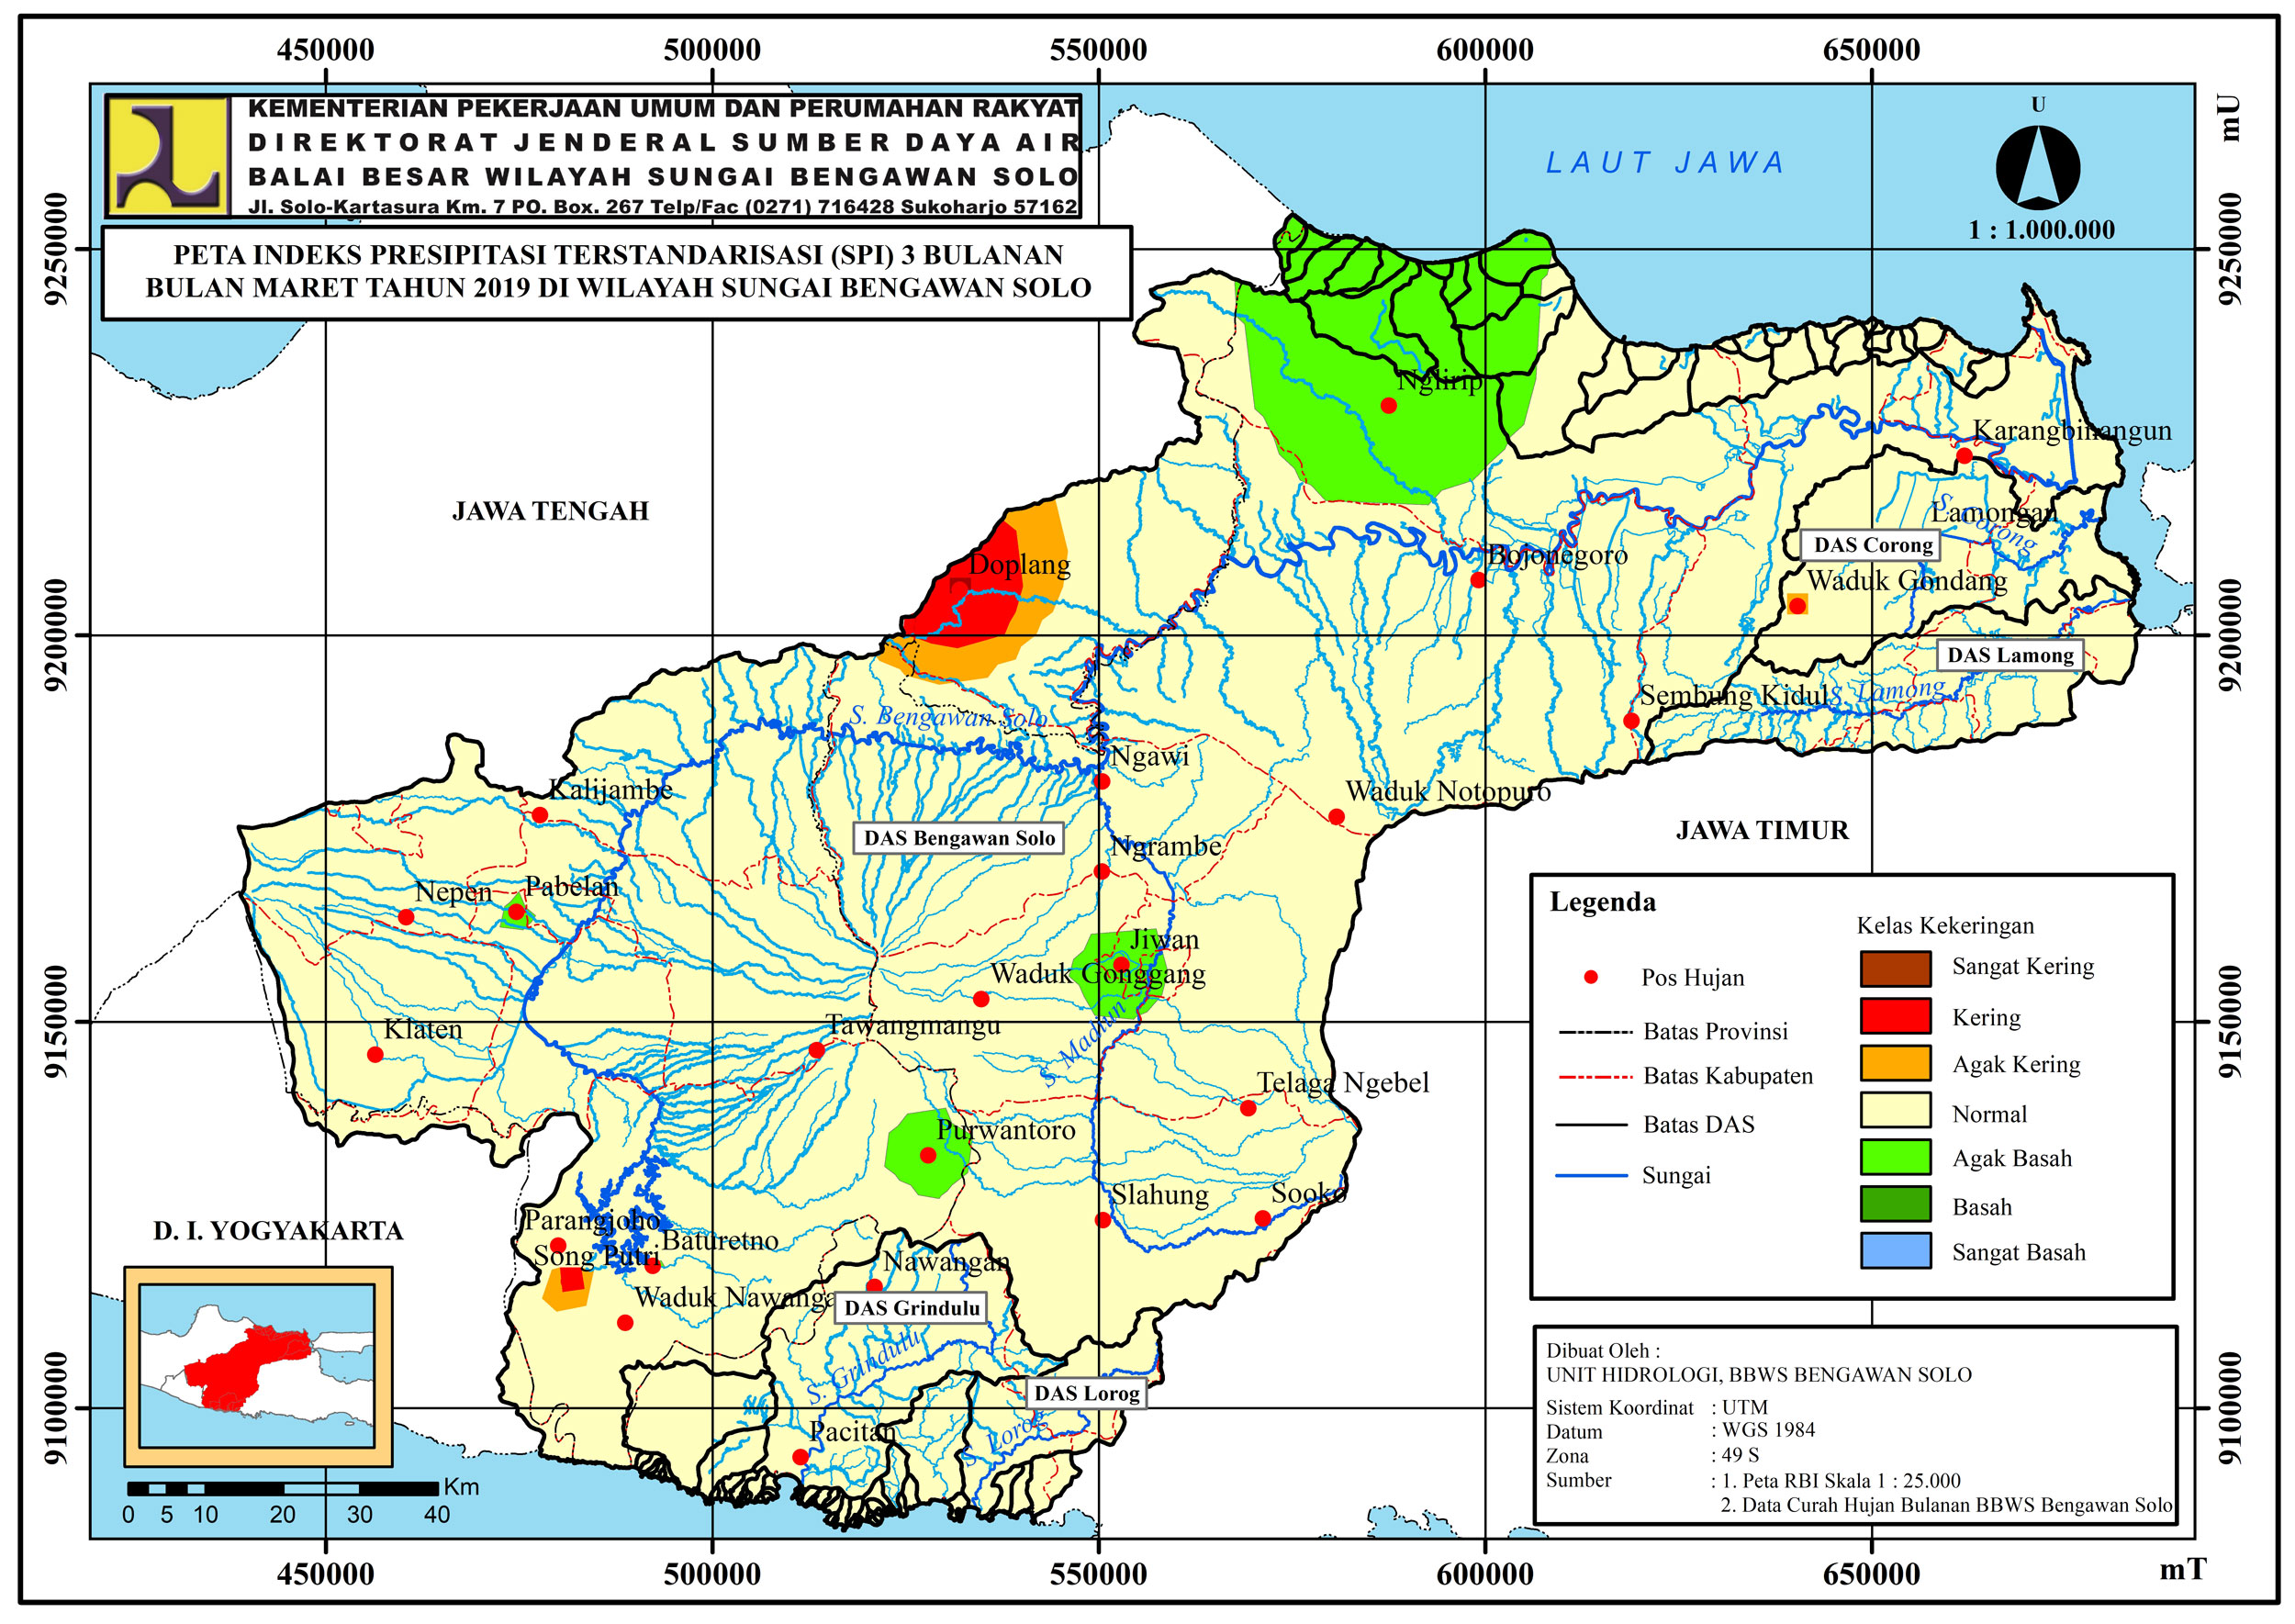 450000
500000
550000
600000
650000
mU
KEMENTERIAN PEKERJAAN UMUM DAN PERUMAHAN RAKYAT
DIREKTORAT JENDERAL SUMBER DAYA AIR
BALAI BESAR WILAYAH SUNGAI BENGAWAN SOLO
Jl. Solo-Kartasura Km. 7 PO. Box. 267 Telp/Fac (0271) 716428 Sukoharjo 57162
PETA INDEKS PRESIPITASI TERSTANDARISASI (SPI) 3 BULANAN
BULAN MARET TAHUN 2019 DI WILAYAH SUNGAI BENGAWAN SOLO
LAUT JAWA
U
1 : 1.000.000
9250000
9250000
Nglirip
Karangbinangun
JAWA TENGAH
Lamongan
S. Corong
DAS Corong
Doplang
Bojonegoro
Waduk Gondang
9200000
9200000
DAS Lamong
Sembung Kidul
S. Lamong
S. Bengawan Solo
Ngawi
Kalijambe
Waduk Notopuro
JAWA TIMUR
DAS Bengawan Solo
Ngrambe
Nepen
Pabelan
Jiwan
Waduk Gonggang
S. Madiun
Klaten
Tawangmangu
9150000
9150000
Telaga Ngebel
Purwantoro
Slahung
Sooko
Parangjoho
Baturetno
Song Putri
Nawangan
Waduk Nawanga
DAS Grindulu
S. Grindulu
DAS Lorog
S. Lorog
Pacitan
D. I. YOGYAKARTA
9100000
9100000
Legenda
Pos Hujan
Batas Provinsi
Batas Kabupaten
Batas DAS
Sungai
Kelas Kekeringan
Sangat Kering
Kering
Agak Kering
Normal
Agak Basah
Basah
Sangat Basah
Dibuat Oleh :
UNIT HIDROLOGI, BBWS BENGAWAN SOLO
Sistem Koordinat : UTM
Datum : WGS 1984
Zona : 49 S
Sumber : 1. Peta RBI Skala 1 : 25.000
2. Data Curah Hujan Bulanan BBWS Bengawan Solo
Km
0 5 10 20 30 40
450000
500000
550000
600000
650000
mT